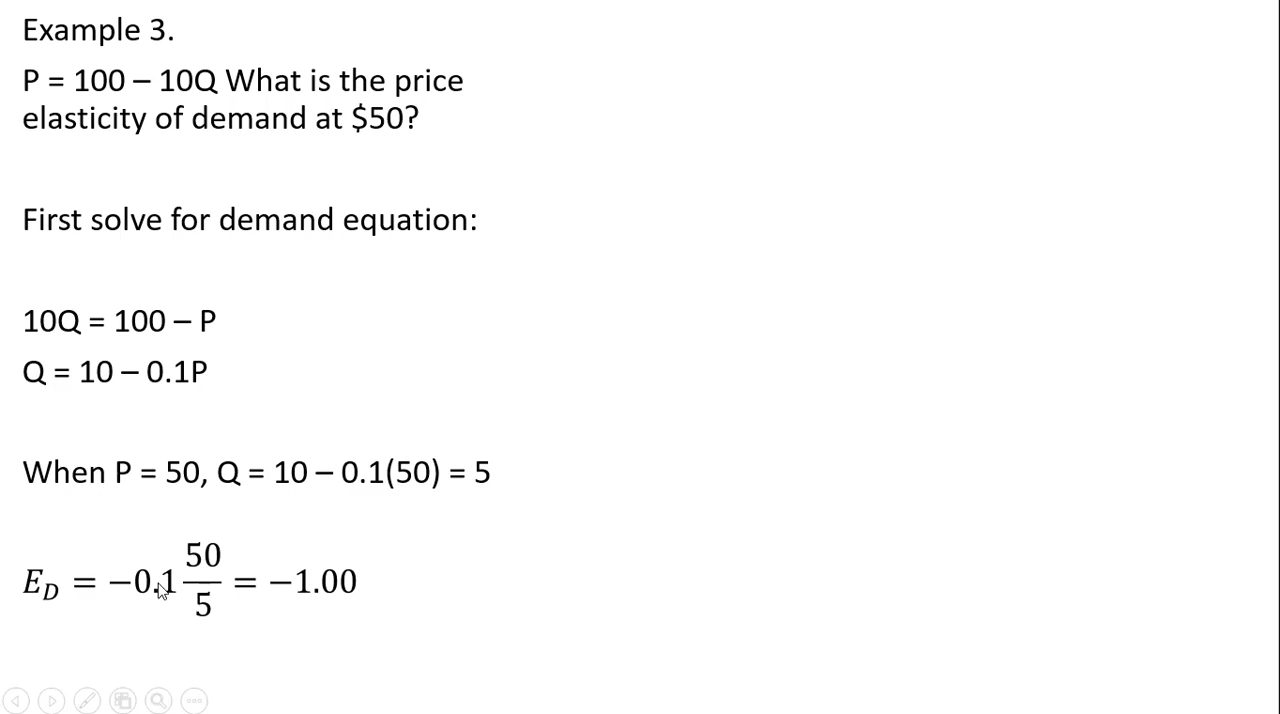 Example 3.
P = 100 – 10Q What is the price
elasticity of demand at $50?
First solve for demand equation:
10Q = 100 – P
Q = 10 – 0.1P
When P = 50, Q = 10 – 0.1(50) = 5
E_D = −0.1 50/5 = −1.00